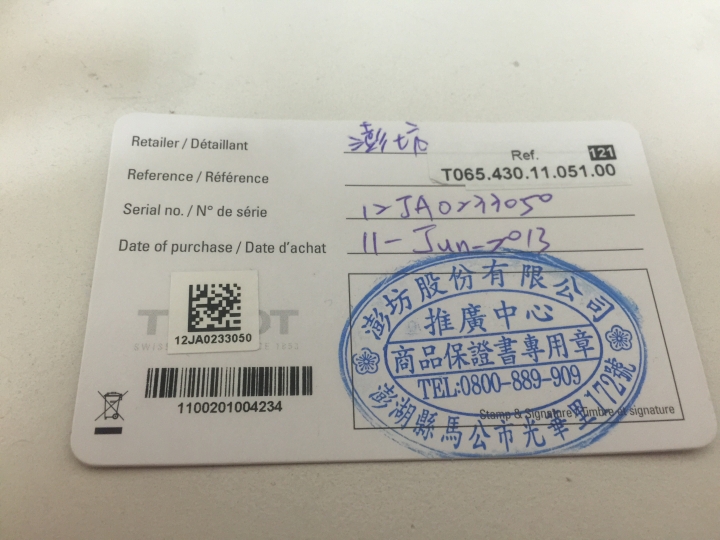 Retailer / Détaillant 澎坊
Ref. 121
Reference / Référence T065.430.11.051.00
Serial no. / N° de série 12JA0233050
Date of purchase / Date d'achat 11-Jun-2013
12JA0233050
1100201004234
澎坊股份有限公司
推廣中心
商品保證書專用章
TEL:0800-889-909
澎湖縣馬公市光華里172號
Stamp & Signature / Timbre et signature